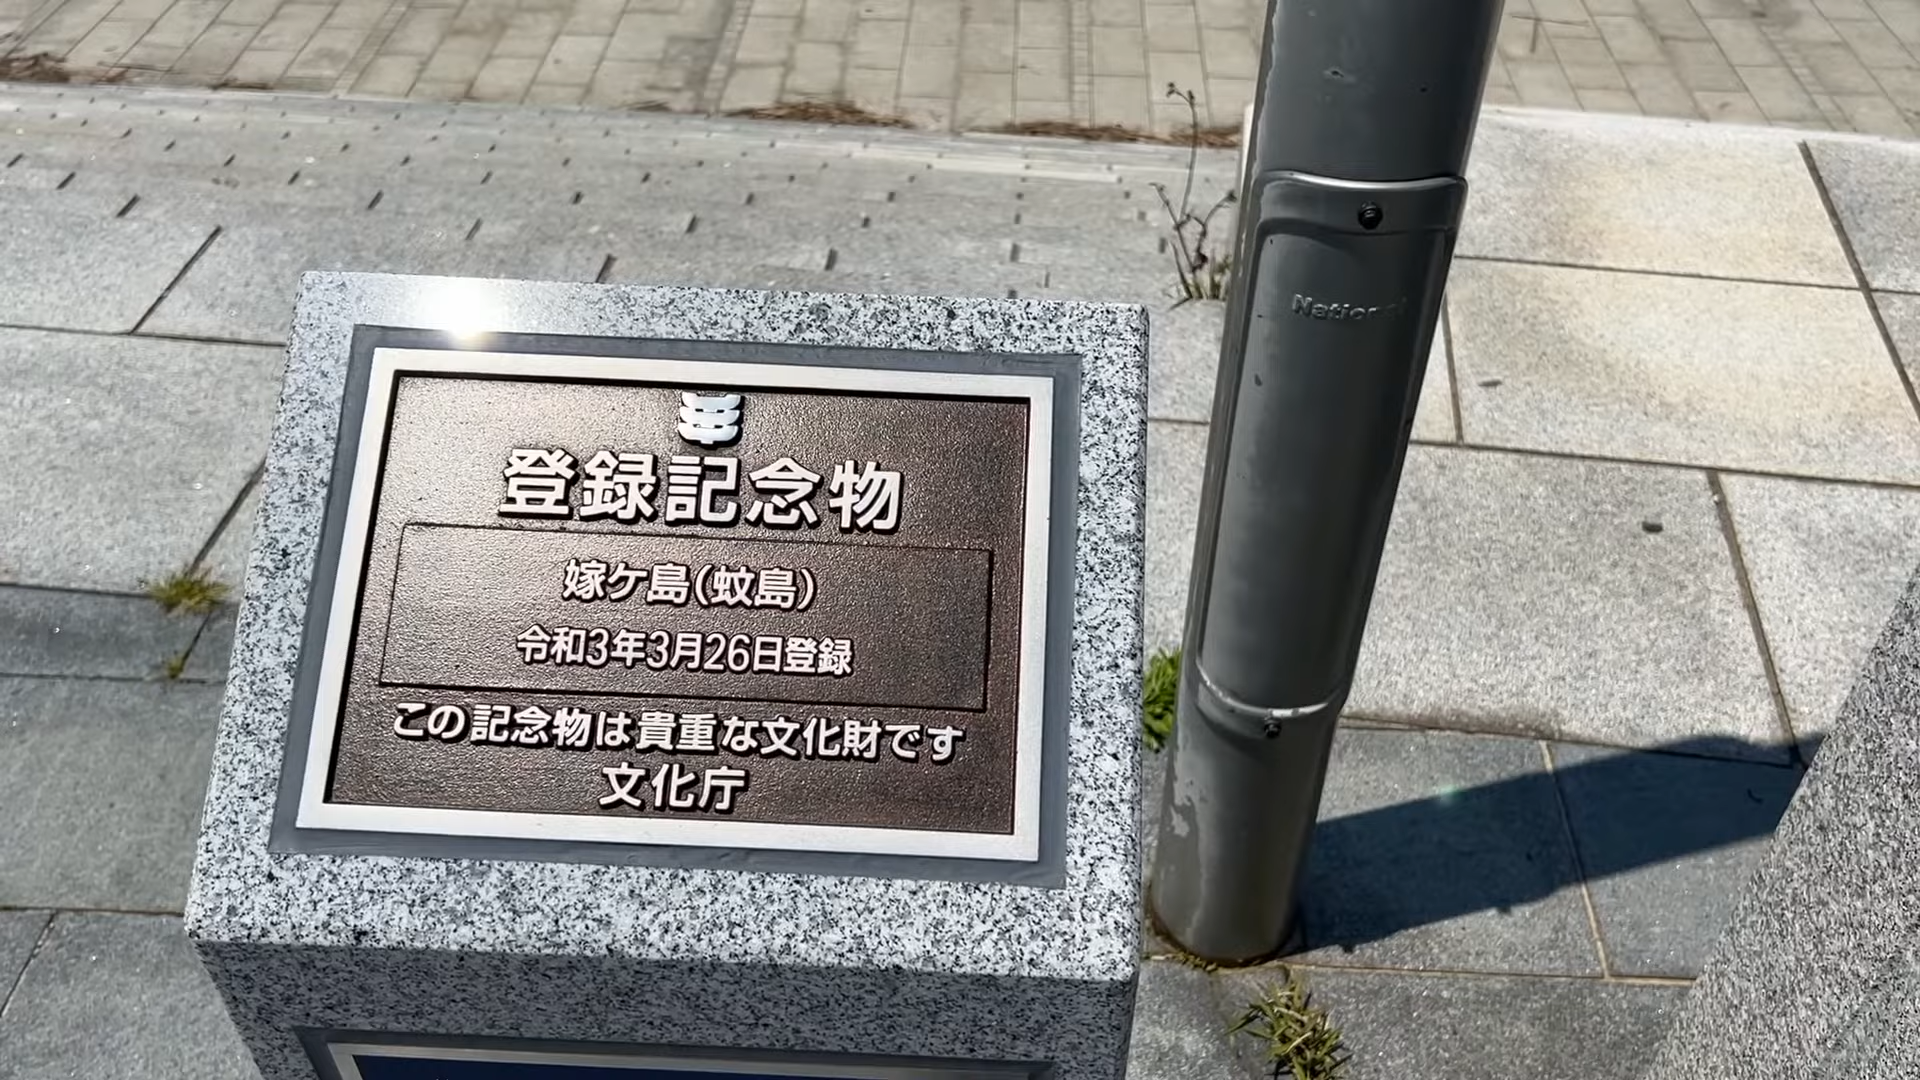 登録記念物
嫁ケ島(蚊島)
令和3年3月26日登録
この記念物は貴重な文化財です
文化庁
National